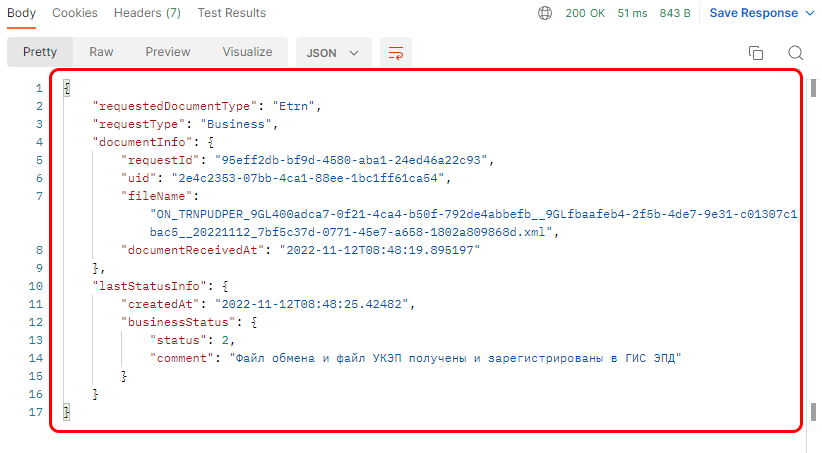 Body Cookies Headers (7) Test Results 200 OK 51 ms 843 B Save Response
Pretty Raw Preview Visualize JSON
1 {
2 "requestedDocumentType": "Etrn",
3 "requestType": "Business",
4 "documentInfo": {
5 "requestId": "95eff2db-bf9d-4580-aba1-24ed46a22c93",
6 "uid": "2e4c2353-07bb-4ca1-88ee-1bc1ff61ca54",
7 "fileName":
"ON_TRNPUDPER_9GL400adca7-0f21-4ca4-b50f-792de4abbefb__9GLfbaafeb4-2f5b-4de7-9e31-c01307c1
bac5__20221112_7bf5c37d-0771-45e7-a658-1802a809868d.xml",
8 "documentReceivedAt": "2022-11-12T08:48:19.895197"
9 },
10 "lastStatusInfo": {
11 "createdAt": "2022-11-12T08:48:25.42482",
12 "businessStatus": {
13 "status": 2,
14 "comment": "Файл обмена и файл УКЭП получены и зарегистрированы в ГИС ЭПД"
15 }
16 }
17 }